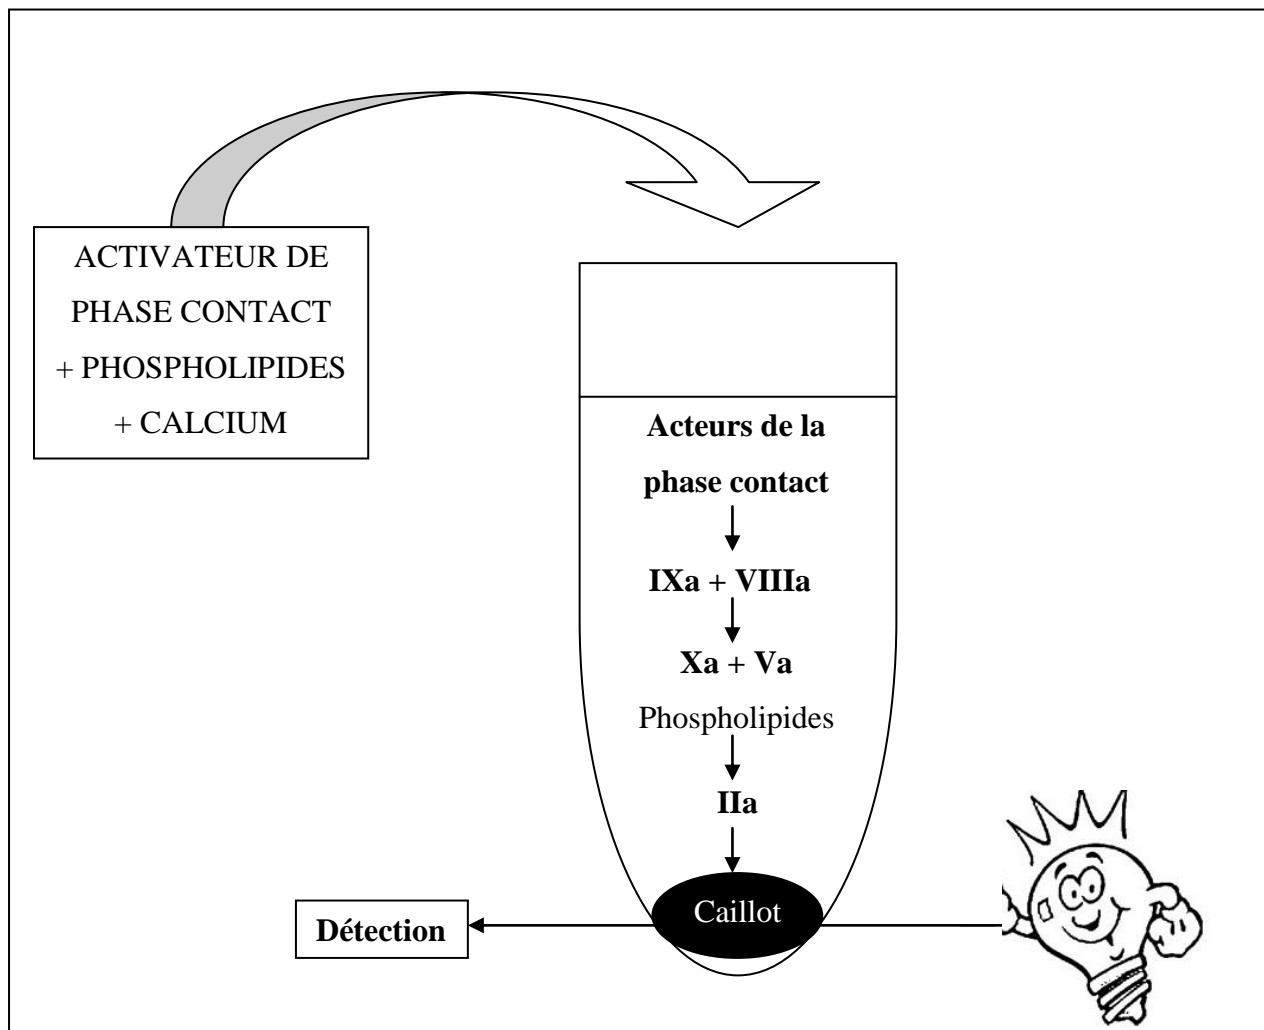 ACTIVATEUR DE
PHASE CONTACT
+ PHOSPHOLIPIDES
+ CALCIUM
Acteurs de la
phase contact
IXa + VIIIa
Xa + Va
Phospholipides
IIa
Caillot
Détection